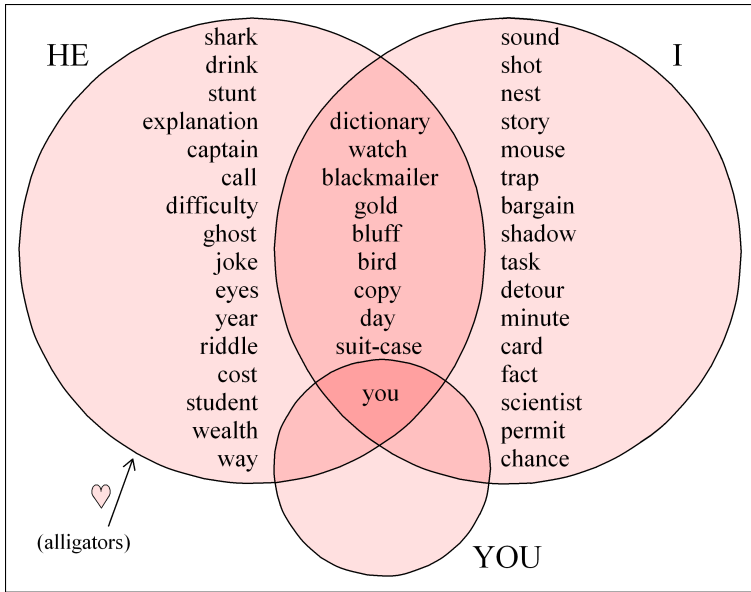 HE
I
shark
drink
stunt
explanation
captain
call
difficulty
ghost
joke
eyes
year
riddle
cost
student
wealth
way
dictionary
watch
blackmailer
gold
bluff
bird
copy
day
suit-case
you
sound
shot
nest
story
mouse
trap
bargain
shadow
task
detour
minute
card
fact
scientist
permit
chance
(alligators)
YOU